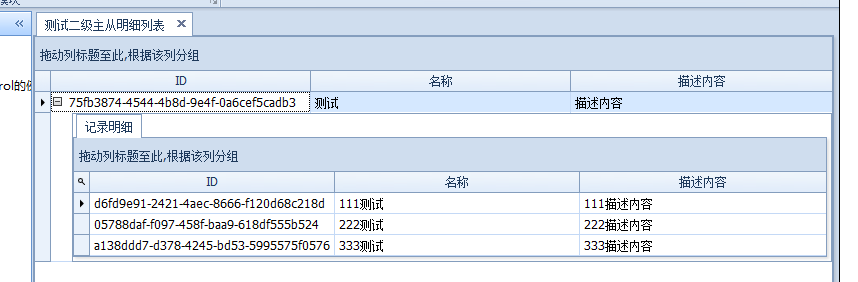 测试二级主从明细列表
拖动列标题至此,根据该列分组
ID 名称 描述内容
75fb3874-4544-4b8d-9e4f-0a6cef5cadb3 测试 描述内容
记录明细
拖动列标题至此,根据该列分组
ID 名称 描述内容
d6fd9e91-2421-4aec-8666-f120d68c218d 111测试 111描述内容
05788daf-f097-458f-baa9-618df555b524 222测试 222描述内容
a138ddd7-d378-4245-bd53-5995575f0576 333测试 333描述内容